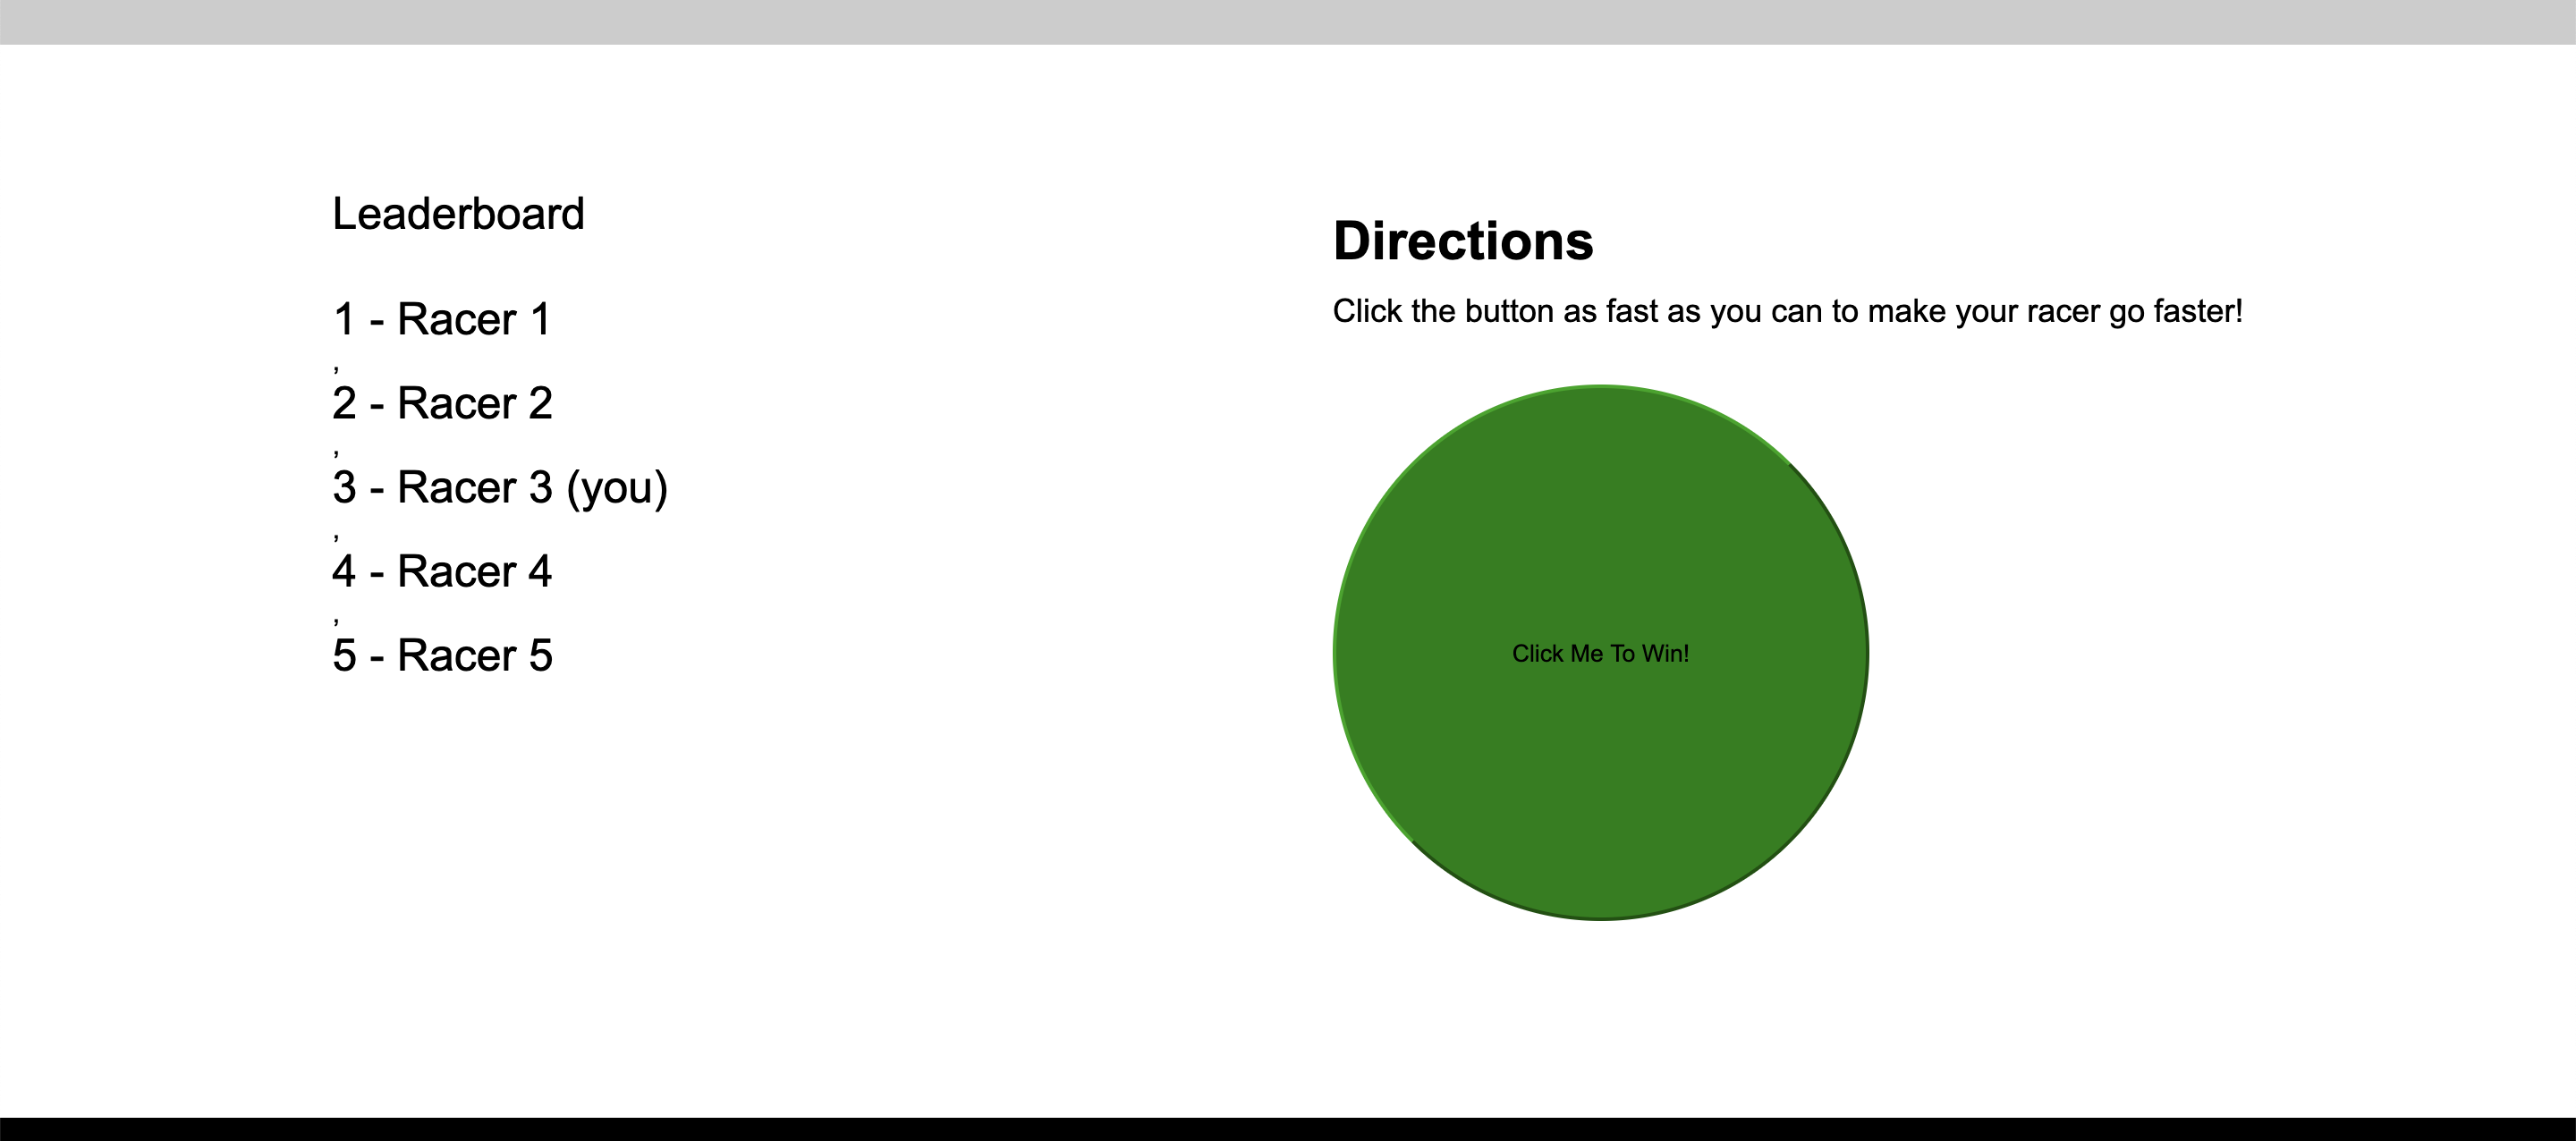 Leaderboard
1 - Racer 1
,
2 - Racer 2
,
3 - Racer 3 (you)
,
4 - Racer 4
,
5 - Racer 5
Directions
Click the button as fast as you can to make your racer go faster!
Click Me To Win!